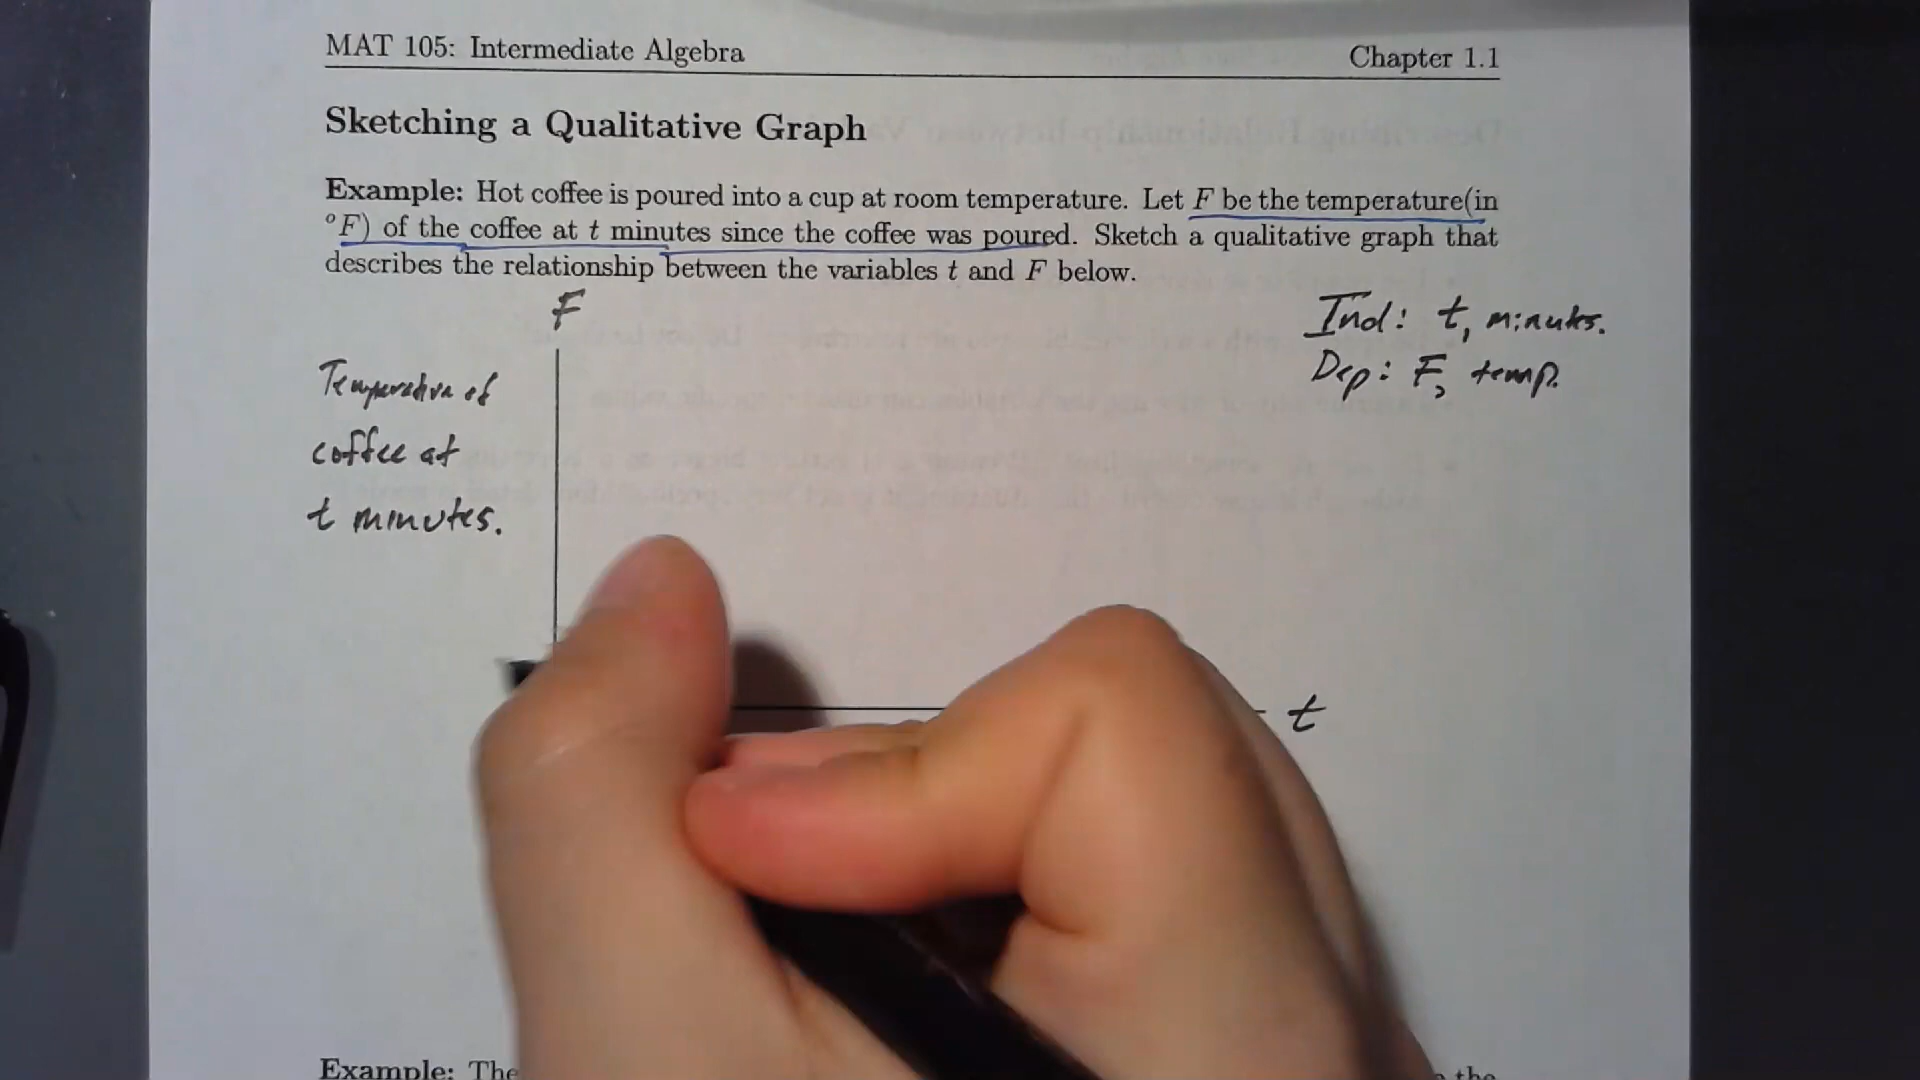 MAT 105: Intermediate Algebra Chapter 1.1
Sketching a Qualitative Graph
Example: Hot coffee is poured into a cup at room temperature. Let F be the temperature(in
°F) of the coffee at t minutes since the coffee was poured. Sketch a qualitative graph that
describes the relationship between the variables t and F below.
F
Ind: t, minutes.
Dep: F, temp.
Temperature of
coffee at
t minutes.
t
Example: The the